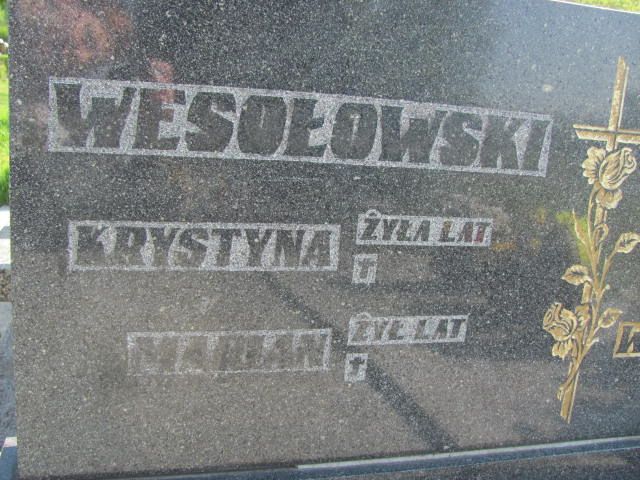 WESOŁOWSKI
KRYSTYNA
ŻYŁA LAT
†
MARIAN
ŻYŁ LAT
†